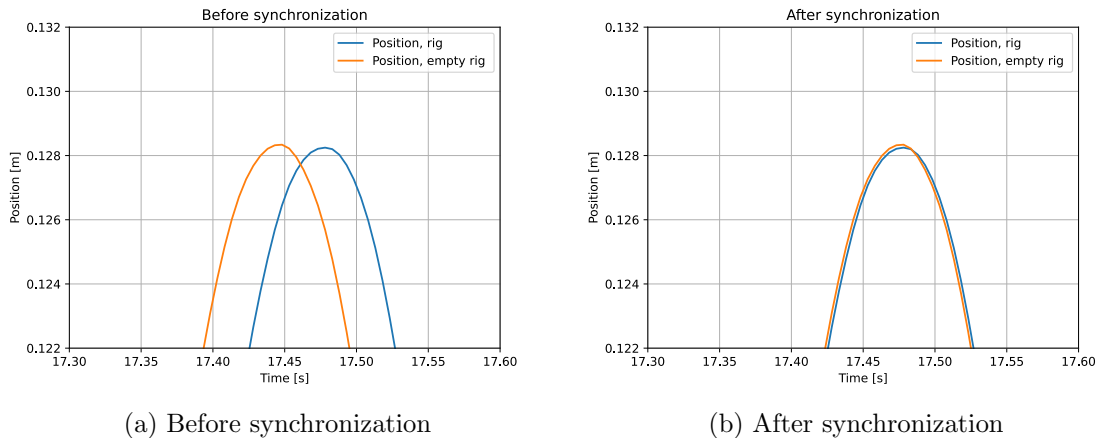 Before synchronization
Position [m]
0.132
0.130
0.128
0.126
0.124
0.122
Position, rig
Position, empty rig
17.30 17.35 17.40 17.45 17.50 17.55 17.60
Time [s]
(a) Before synchronization
After synchronization
Position [m]
0.132
0.130
0.128
0.126
0.124
0.122
Position, rig
Position, empty rig
17.30 17.35 17.40 17.45 17.50 17.55 17.60
Time [s]
(b) After synchronization